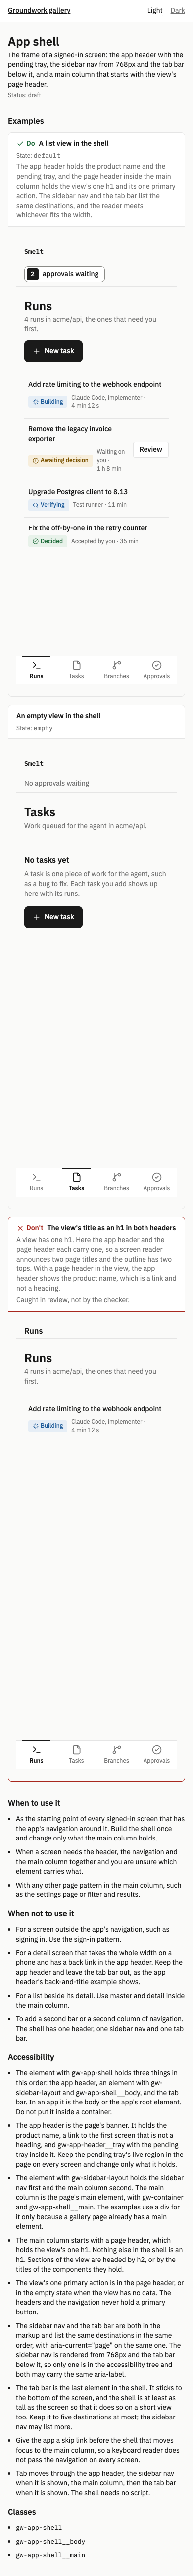 Groundwork gallery
Light
Dark
App shell
The frame of a signed-in screen: the app header with the
pending tray, the sidebar nav from 768px and the tab bar
below it, and a main column that starts with the view's
page header.
Status: draft
Examples
Do A list view in the shell
State: default
The app header holds the product name and the
pending tray, and the page header inside the main
column holds the view's one h1 and its one primary
action. The sidebar nav and the tab bar list the
same destinations, and the reader meets
whichever fits the width.
Smelt
2 approvals waiting
Runs
4 runs in acme/api, the ones that need you
first.
New task
Add rate limiting to the webhook endpoint
Building
Claude Code, implementer ·
4 min 12 s
Remove the legacy invoice
exporter
Awaiting decision
Waiting on
you ·
1 h 8 min
Review
Upgrade Postgres client to 8.13
Verifying
Test runner · 11 min
Fix the off-by-one in the retry counter
Decided
Accepted by you · 35 min
Runs
Tasks
Branches
Approvals
An empty view in the shell
State: empty
Smelt
No approvals waiting
Tasks
Work queued for the agent in acme/api.
No tasks yet
A task is one piece of work for the agent, such
as a bug to fix. Each task you add shows up
here with its runs.
New task
Runs
Tasks
Branches
Approvals
Don't The view's title as an h1 in both headers
A view has one h1. Here the app header and the
page header each carry one, so a screen reader
announces two page titles and the outline has two
tops. With a page header in the view, the app
header shows the product name, which is a link and
not a heading.
Caught in review, not by the checker.
Runs
Runs
4 runs in acme/api, the ones that need you
first.
Add rate limiting to the webhook endpoint
Building
Claude Code, implementer ·
4 min 12 s
Runs
Tasks
Branches
Approvals
When to use it
As the starting point of every signed-in screen that has
the app's navigation around it. Build the shell once
and change only what the main column holds.
When a screen needs the header, the navigation and
the main column together and you are unsure which
element carries what.
With any other page pattern in the main column, such
as the settings page or filter and results.
When not to use it
For a screen outside the app's navigation, such as
signing in. Use the sign-in pattern.
For a detail screen that takes the whole width on a
phone and has a back link in the app header. Keep the
app header and leave the tab bar out, as the app
header's back-and-title example shows.
For a list beside its detail. Use master and detail inside
the main column.
To add a second bar or a second column of navigation.
The shell has one header, one sidebar nav and one tab
bar.
Accessibility
The element with gw-app-shell holds three things in
this order: the app header, an element with gw-
sidebar-layout and gw-app-shell__body, and the tab
bar. In an app it is the body or the app's root element.
Do not put it inside a container.
The app header is the page's banner. It holds the
product name, a link to the first screen that is not a
heading, and gw-app-header__tray with the pending
tray inside it. Keep the pending tray's live region in the
page on every screen and change only what it holds.
The element with gw-sidebar-layout holds the sidebar
nav first and the main column second. The main
column is the page's main element, with gw-container
and gw-app-shell__main. The examples use a div for
it only because a gallery page already has a main
element.
The main column starts with a page header, which
holds the view's one h1. Nothing else in the shell is
an h1. Sections of the view are headed by h2, or by the
titles of the components they hold.
The view's one primary action is in the page header, or
in the empty state when the view has no data. The
headers and the navigation never hold a primary
button.
The sidebar nav and the tab bar are both in the
markup and list the same destinations in the same
order, with aria-current="page" on the same one. The
sidebar nav is rendered from 768px and the tab bar
below it, so only one is in the accessibility tree and
both may carry the same aria-label.
The tab bar is the last element in the shell. It sticks to
the bottom of the screen, and the shell is at least as
tall as the screen so that it does so on a short view
too. Keep it to five destinations at most; the sidebar
nav may list more.
Give the app a skip link before the shell that moves
focus to the main column, so a keyboard reader does
not pass the navigation on every screen.
Tab moves through the app header, the sidebar nav
when it is shown, the main column, then the tab bar
when it is shown. The shell needs no script.
Classes
gw-app-shell
gw-app-shell__body
gw-app-shell__main